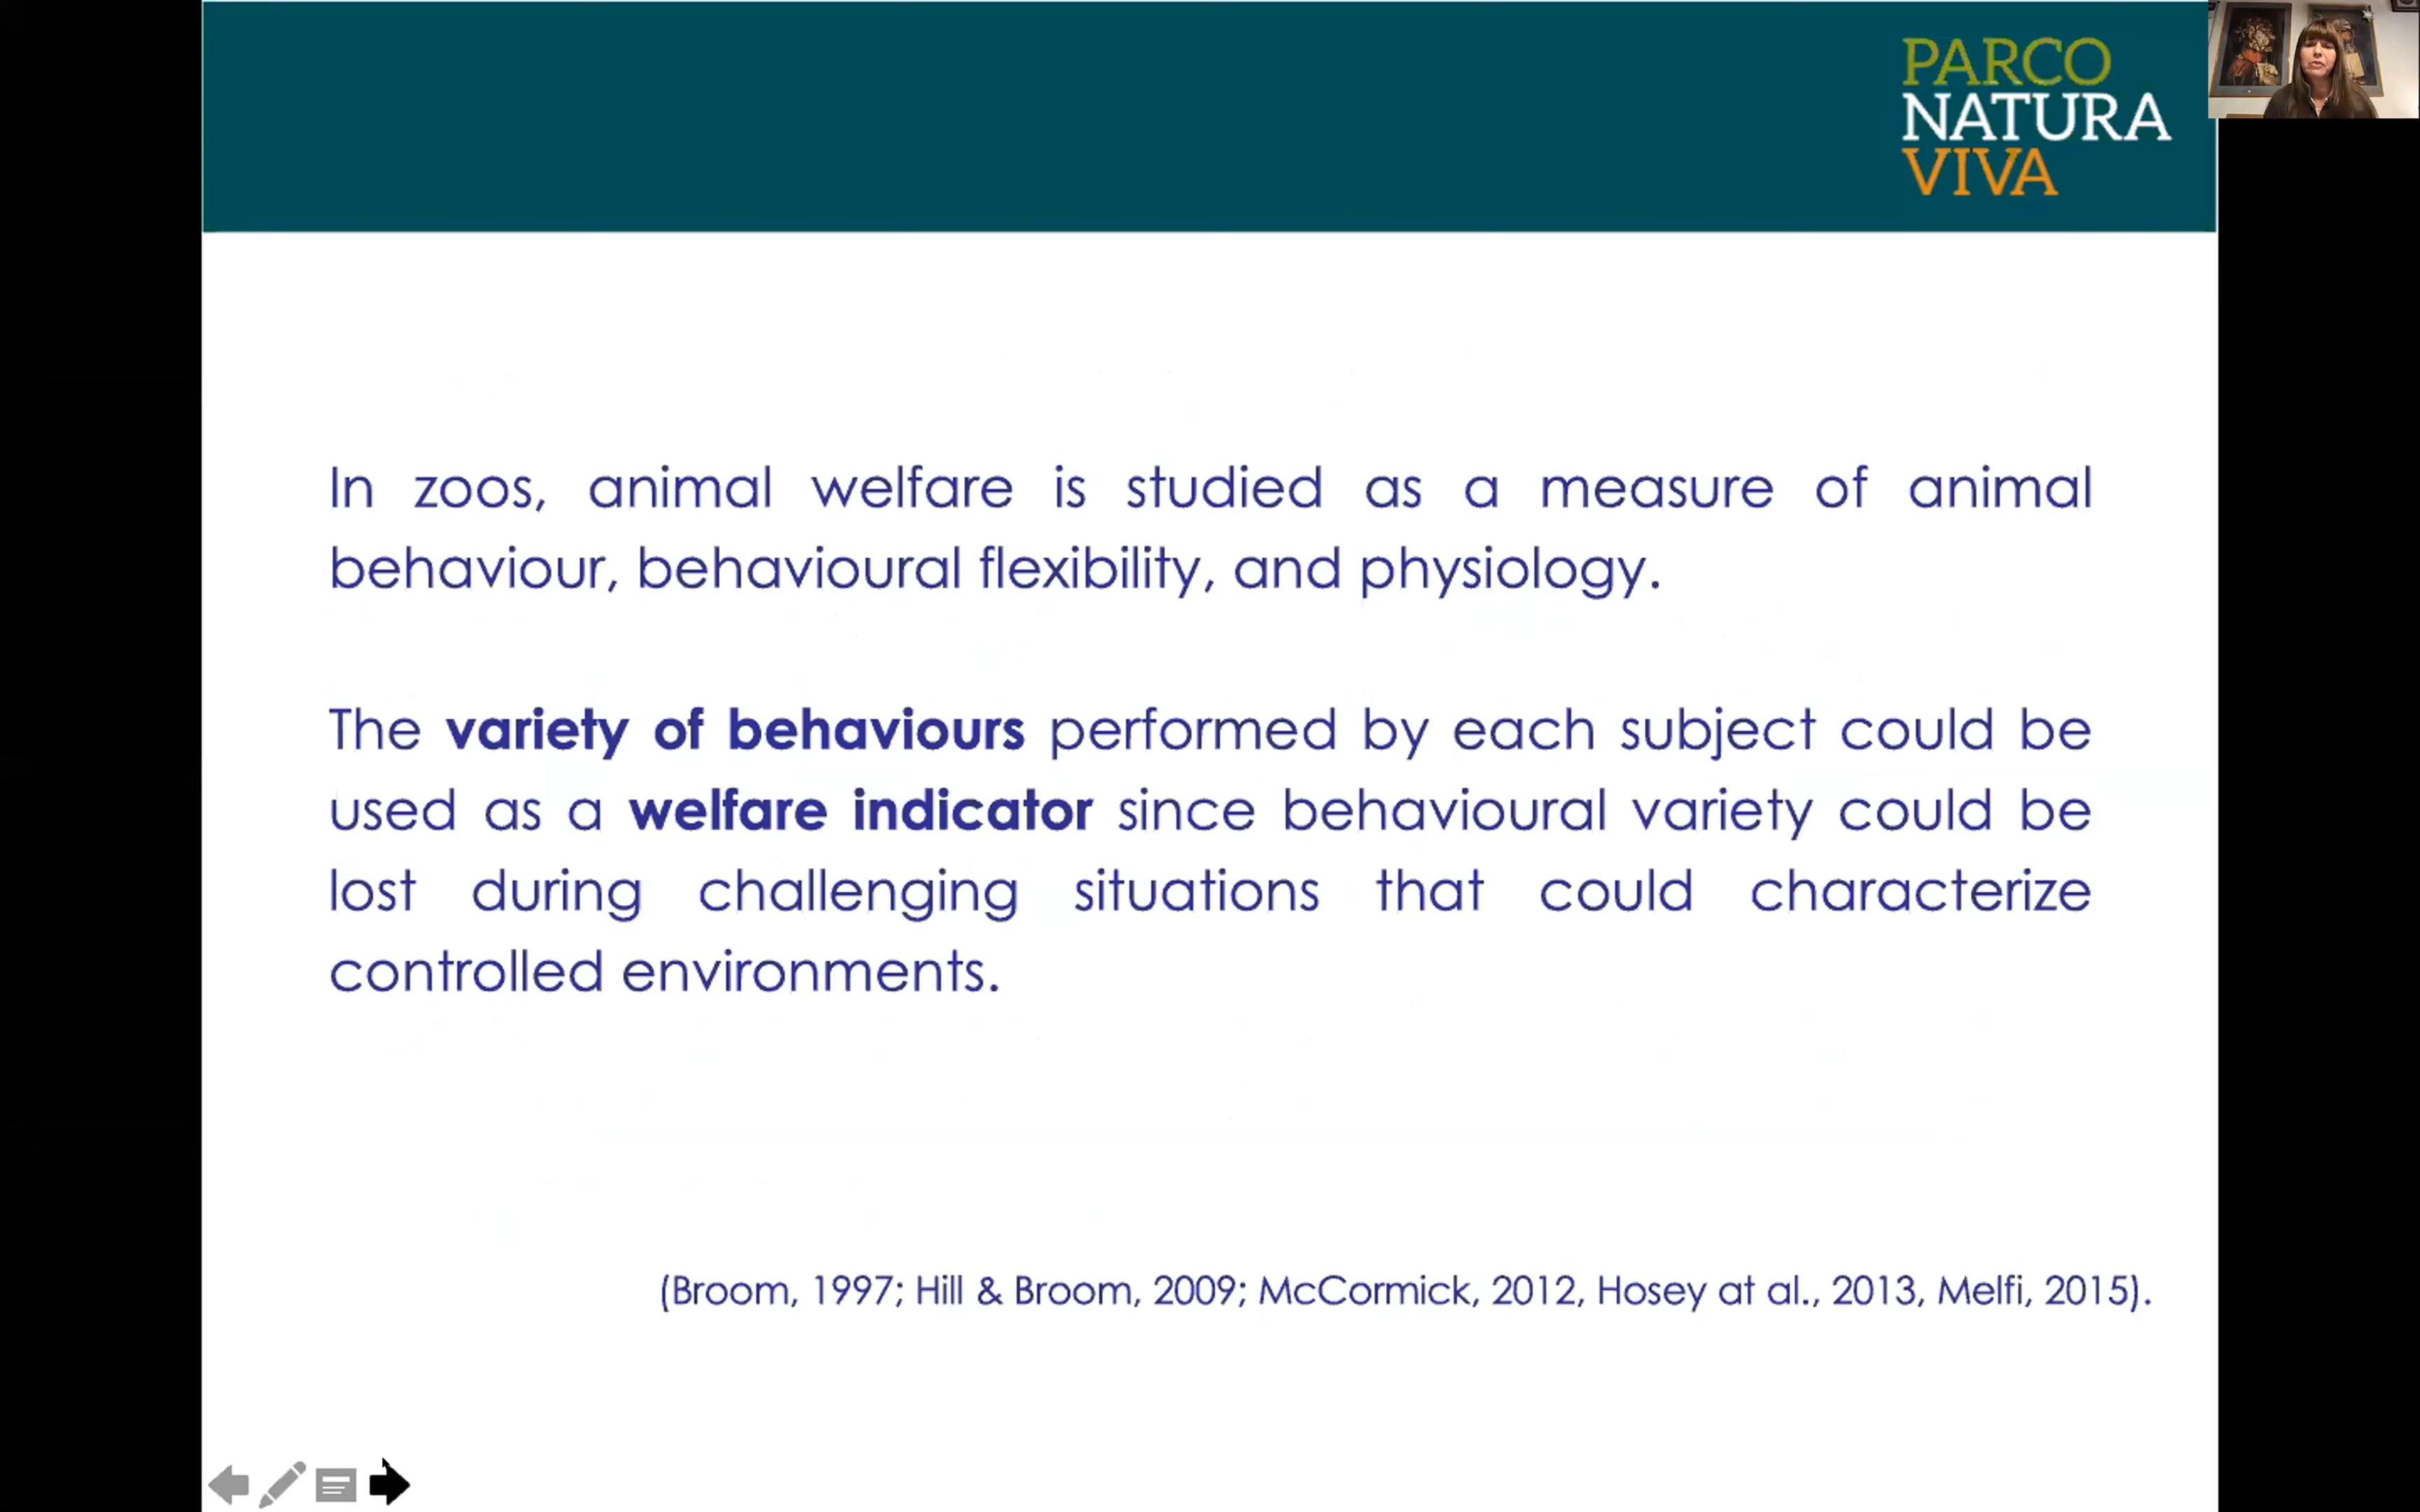 PARCO
NATURA
VIVA
In zoos, animal welfare is studied as a measure of animal
behaviour, behavioural flexibility, and physiology.
The variety of behaviours performed by each subject could be
used as a welfare indicator since behavioural variety could be
lost during challenging situations that could characterize
controlled environments.
(Broom, 1997; Hill & Broom, 2009; McCormick, 2012, Hosey at al., 2013, Melfi, 2015).